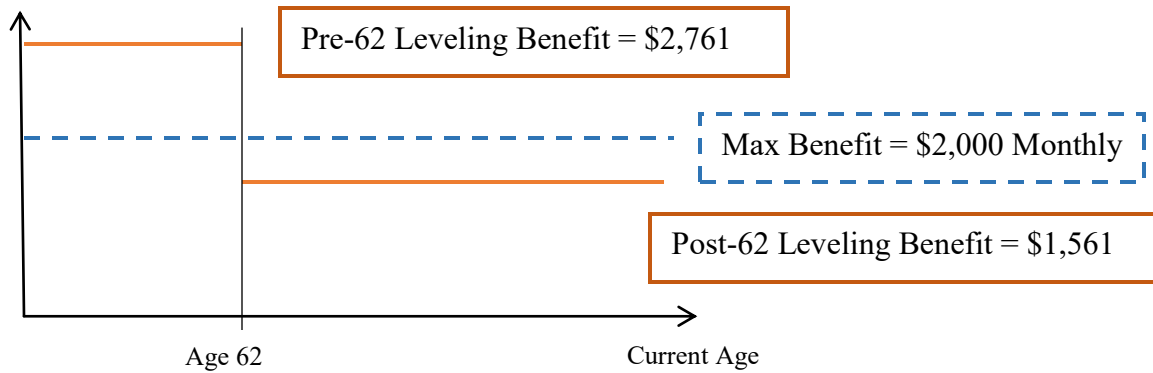 Pre-62 Leveling Benefit = $2,761
Max Benefit = $2,000 Monthly
Post-62 Leveling Benefit = $1,561
Age 62
Current Age